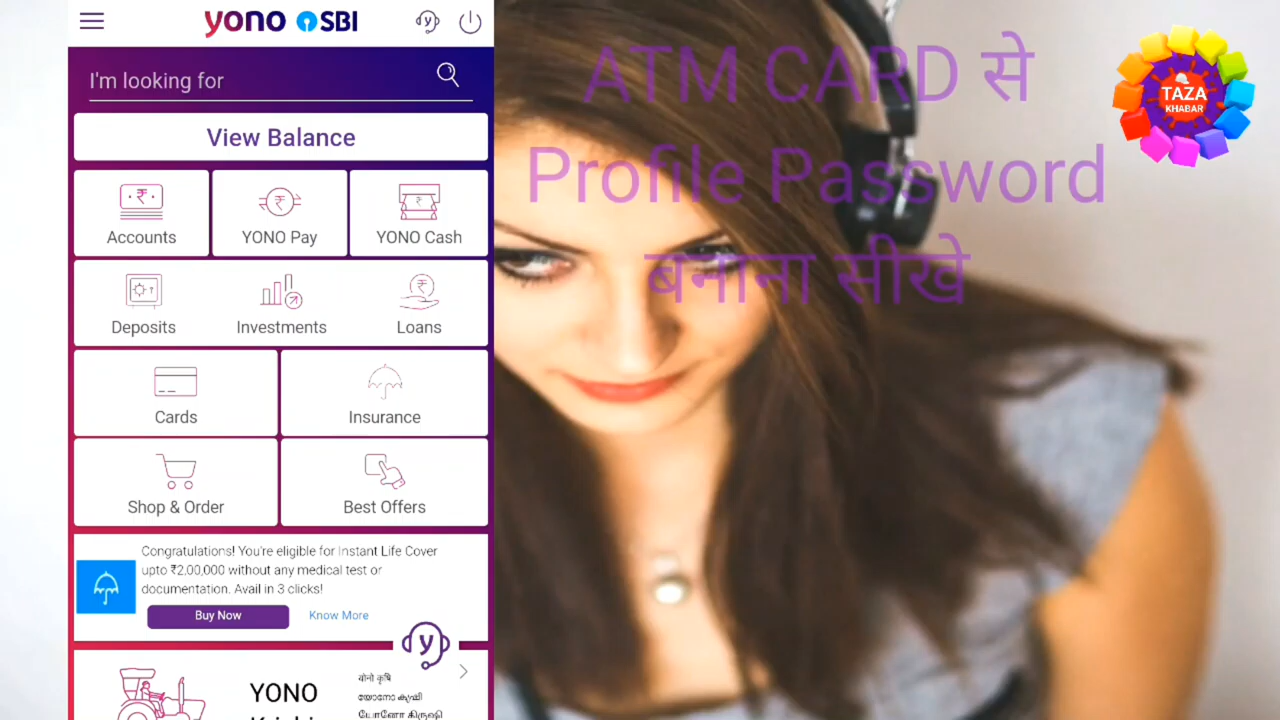 yono SBI
I'm looking for
View Balance
Accounts
YONO Pay
YONO Cash
Deposits
Investments
Loans
Cards
Insurance
Shop & Order
Best Offers
Congratulations! You're eligible for Instant Life Cover
upto ₹2,00,000 without any medical test or
documentation. Avail in 3 clicks!
Buy Now
Know More
y
YONO
योनो कृषि
യോനോ കൃഷി
யோனோ கிருஷி
ATM CARD से
Profile Password
बनाना सीखे
TAZA
KHABAR